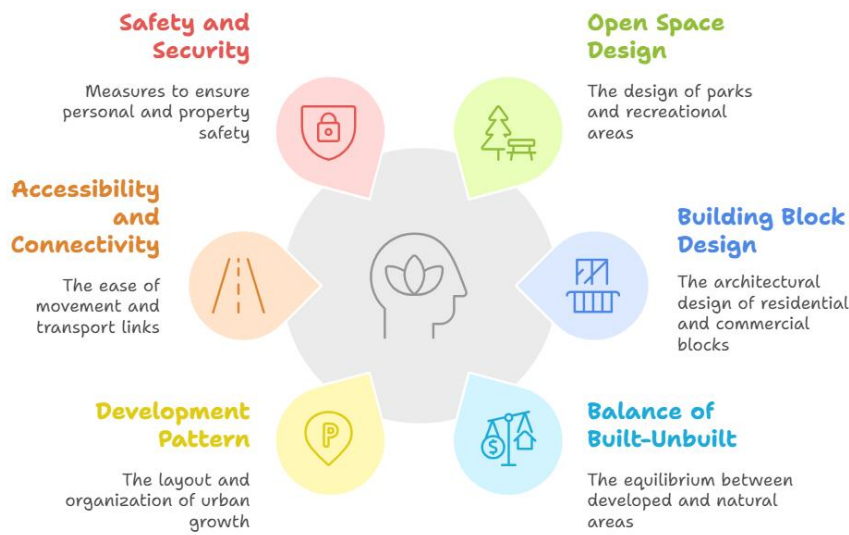 Safety and
Security
Measures to ensure
personal and property
safety
Open Space
Design
The design of parks
and recreational
areas
Accessibility
and
Connectivity
The ease of
movement and
transport links
Building Block
Design
The architectural
design of residential
and commercial
blocks
Development
Pattern
The layout and
organization of urban
growth
P
$
Balance of
Built-Unbuilt
The equilibrium between
developed and natural
areas